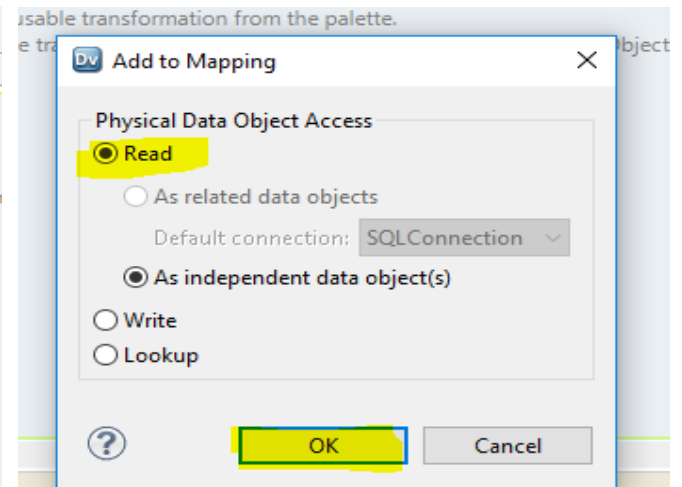 usable transformation from the palette.
e tra
bject
Dv Add to Mapping
Physical Data Object Access
Read
As related data objects
Default connection: SQLConnection
As independent data object(s)
Write
Lookup
?
OK
Cancel